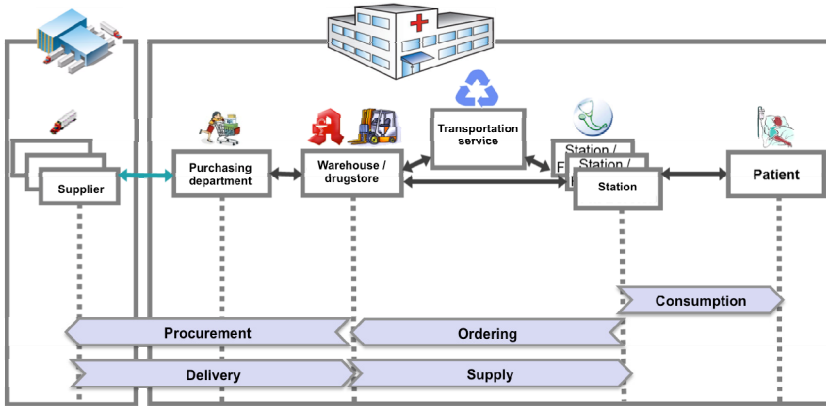 Transportation
service
Purchasing
department
Warehouse /
drugstore
Station /
F
Station /
Supplier
Station
Patient
Consumption
Procurement
Ordering
Delivery
Supply